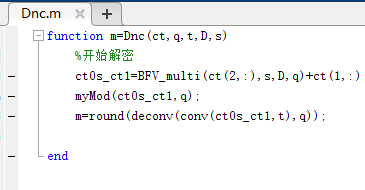 Dnc.m
function m=Dnc(ct,q,t,D,s)
%开始解密
ct0s_ct1=BFV_multi(ct(2,:),s,D,q)+ct(1,:)
myMod(ct0s_ct1,q);
m=round(deconv(conv(ct0s_ct1,t),q));
end